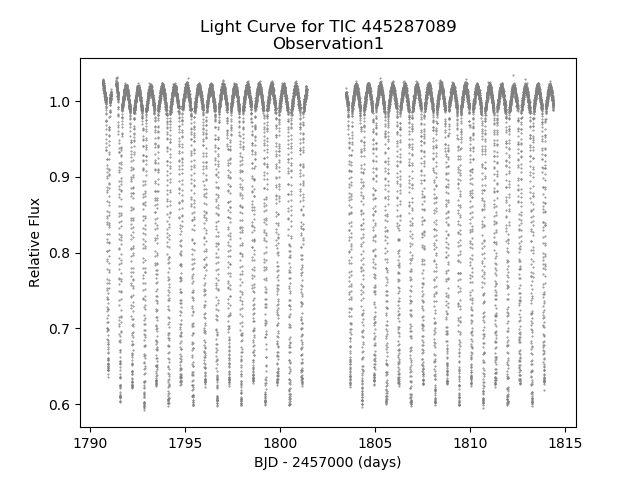 Light Curve for TIC 445287089
Observation1
Relative Flux
1.0
0.9
0.8
0.7
0.6
1790
1795
1800
1805
1810
1815
BJD - 2457000 (days)